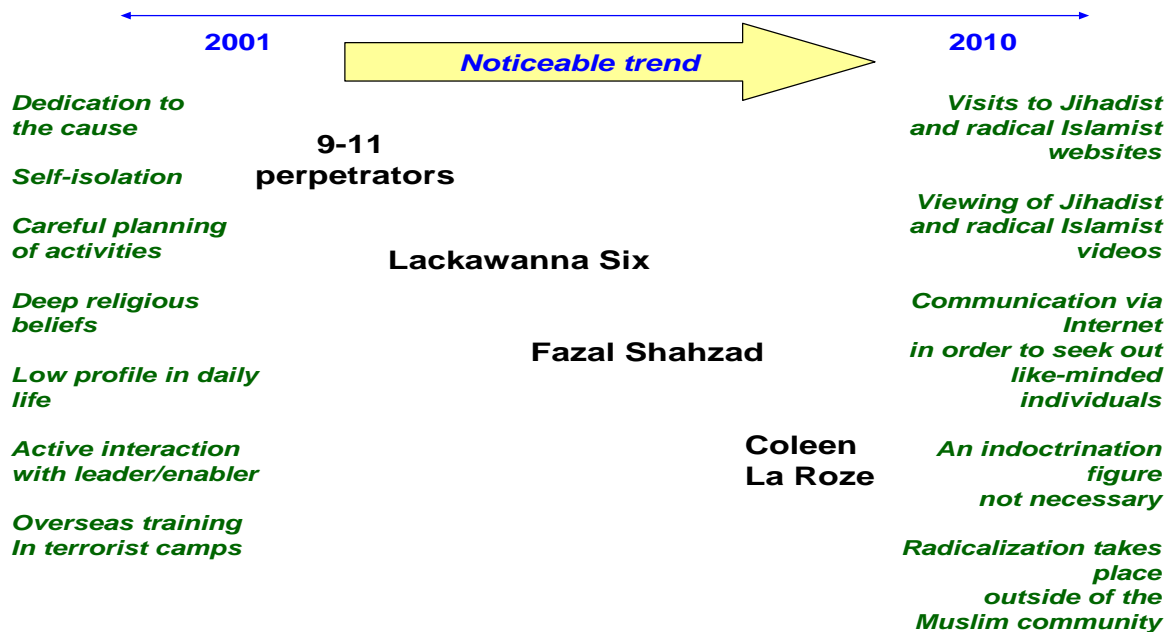 2001
Noticeable trend
2010
Dedication to
the cause
Self-isolation
Careful planning
of activities
Deep religious
beliefs
Low profile in daily
life
Active interaction
with leader/enabler
Overseas training
In terrorist camps
9-11
perpetrators
Lackawanna Six
Fazal Shahzad
Coleen
La Roze
Visits to Jihadist
and radical Islamist
websites
Viewing of Jihadist
and radical Islamist
videos
Communication via
Internet
in order to seek out
like-minded
individuals
An indoctrination
figure
not necessary
Radicalization takes
place
outside of the
Muslim community